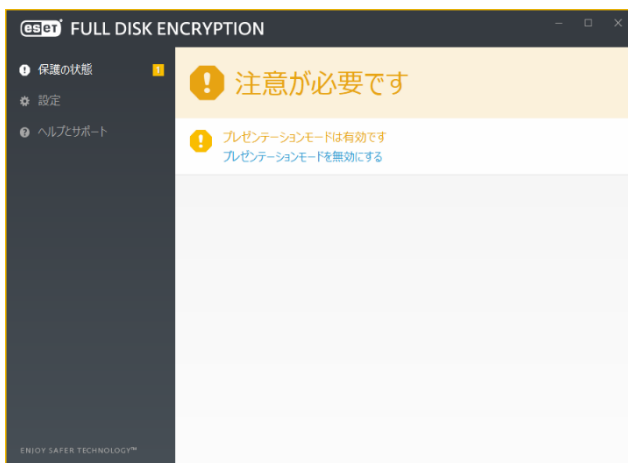 eset FULL DISK ENCRYPTION
保護の状態 !
設定
ヘルプとサポート
注意が必要です
プレゼンテーションモードは有効です
プレゼンテーションモードを無効にする
ENJOY SAFER TECHNOLOGY™